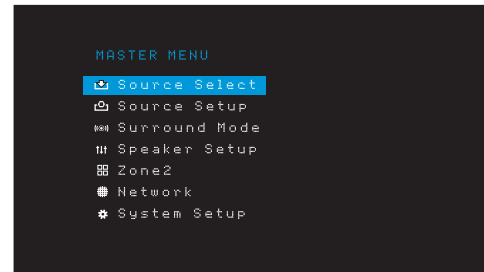 MASTER MENU
Source Select
Source Setup
Surround Mode
Speaker Setup
Zone2
Network
System Setup